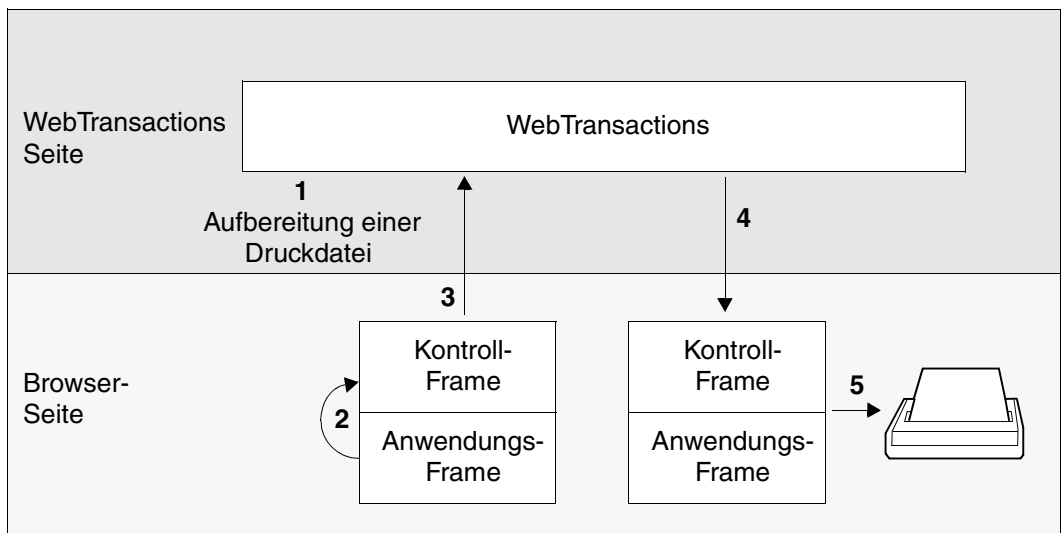 WebTransactions
Seite
WebTransactions
1
Aufbereitung einer
Druckdatei
4
3
Browser-
Seite
2
Kontroll-
Frame
Anwendungs-
Frame
Kontroll-
Frame
Anwendungs-
Frame
5